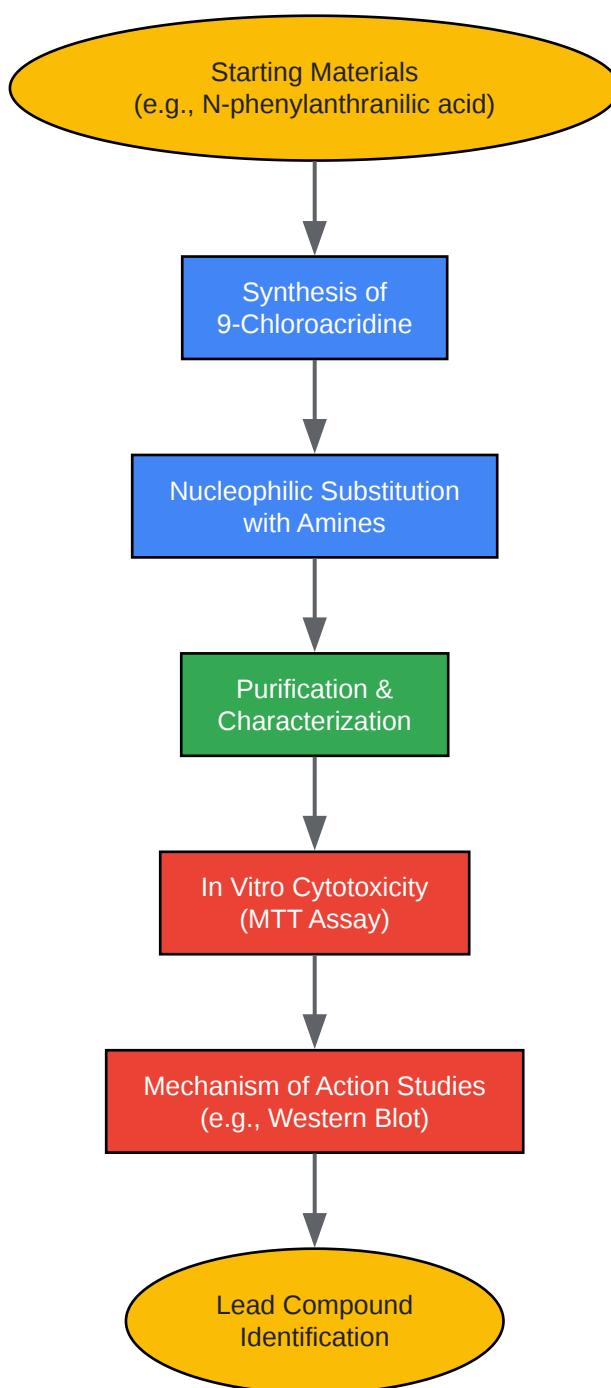 Starting Materials
(e.g., N-phenylanthranilic acid)
Synthesis of
9-Chloroacridine
Nucleophilic Substitution
with Amines
Purification &
Characterization
In Vitro Cytotoxicity
(MTT Assay)
Mechanism of Action Studies
(e.g., Western Blot)
Lead Compound
Identification